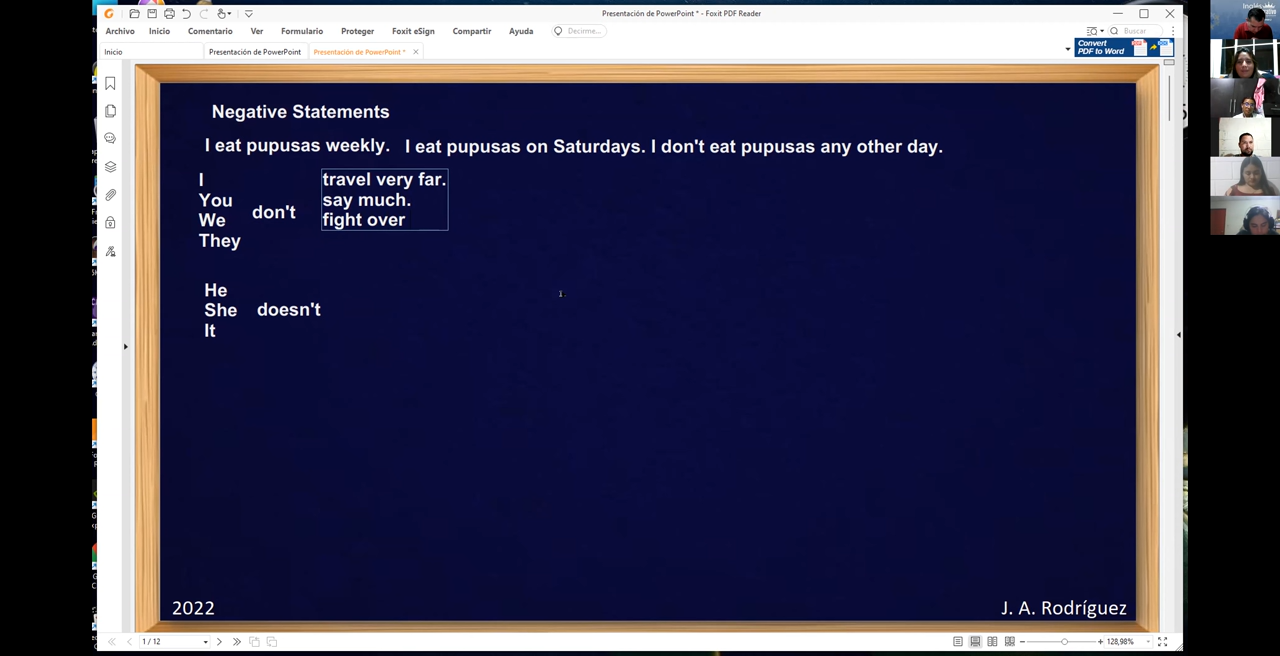 Presentación de PowerPoint * - Foxit PDF Reader
Archivo Inicio Comentario Ver Formulario Proteger Foxit eSign Compartir Ayuda Decirme... Buscar
Inicio Presentación de PowerPoint Presentación de PowerPoint *
Convert
PDF to Word
Negative Statements
I eat pupusas weekly. I eat pupusas on Saturdays. I don't eat pupusas any other day.
I
You
We
They
don't
travel very far.
say much.
fight over
He
She
It
doesn't
2022
J. A. Rodríguez
1 / 12
128,98%
Inglés